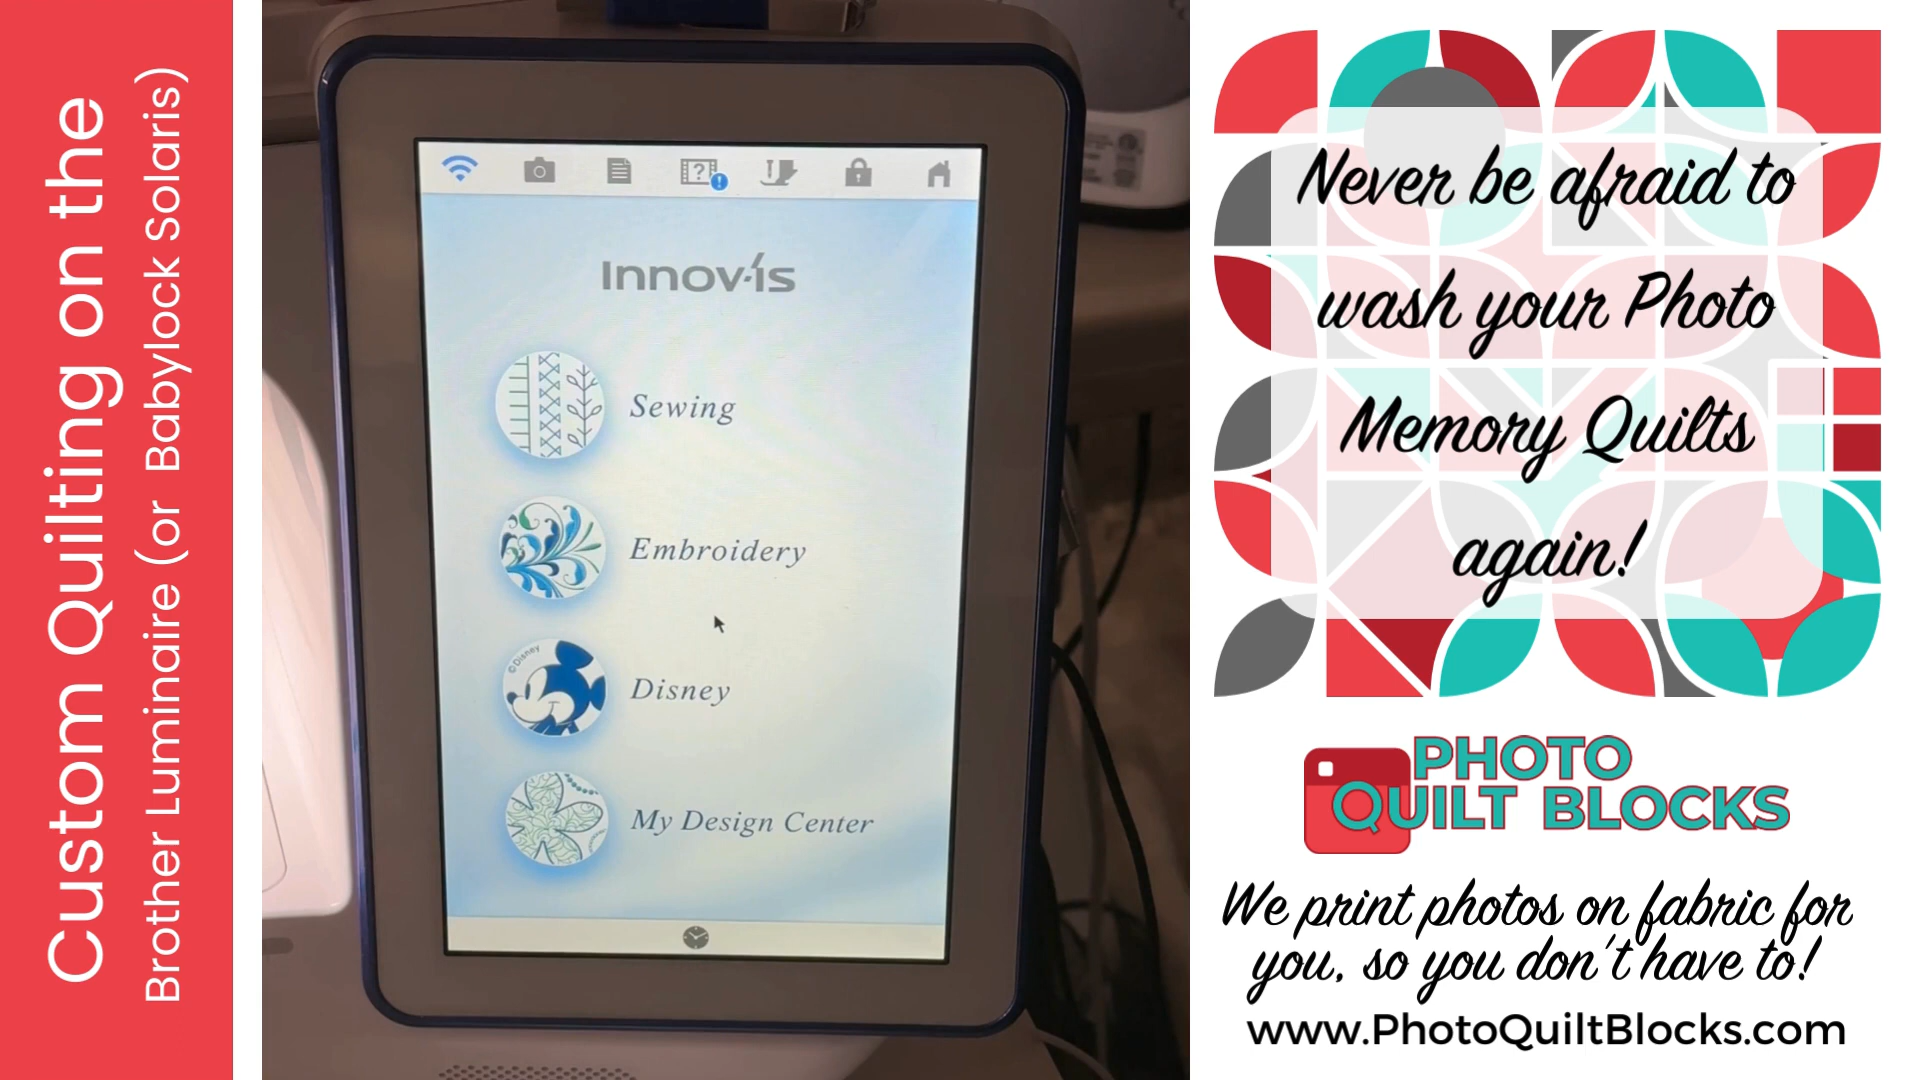 Custom Quilting on the
Brother Luminaire (or Babylock Solaris)
Innov-ís
Sewing
Embroidery
©Disney
Disney
My Design Center
Never be afraid to
wash your Photo
Memory Quilts
again!
PHOTO
QUILT BLOCKS
We print photos on fabric for
you, so you don't have to!
www.PhotoQuiltBlocks.com